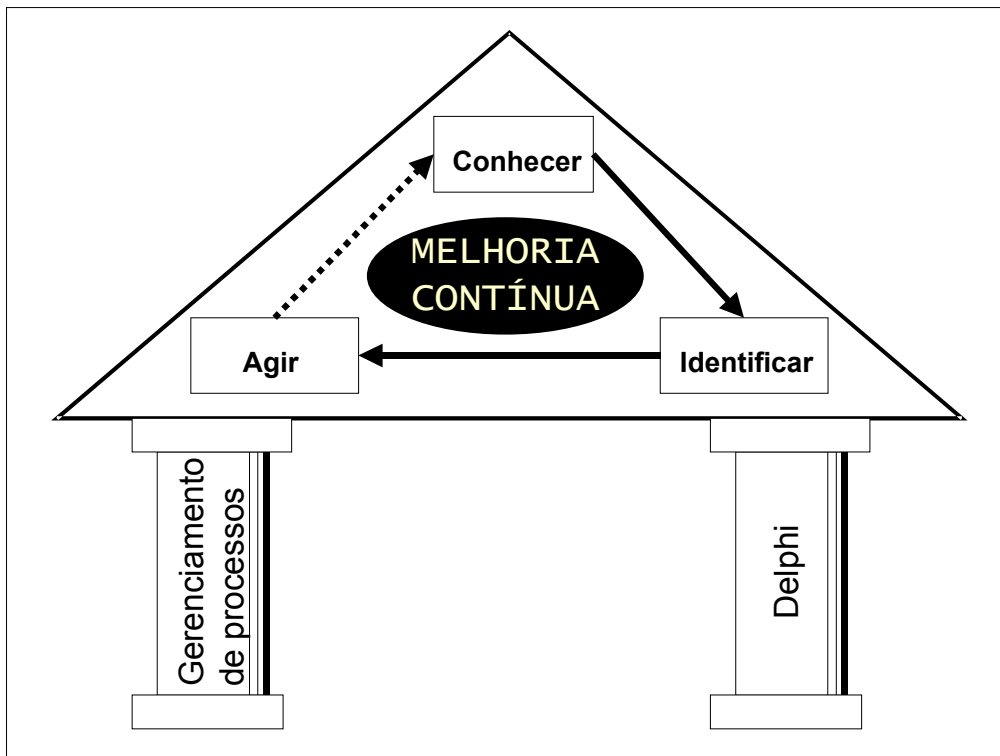 Conhecer
MELHORIA
CONTÍNUA
Agir
Identificar
Gerenciamento
de processos
Delphi